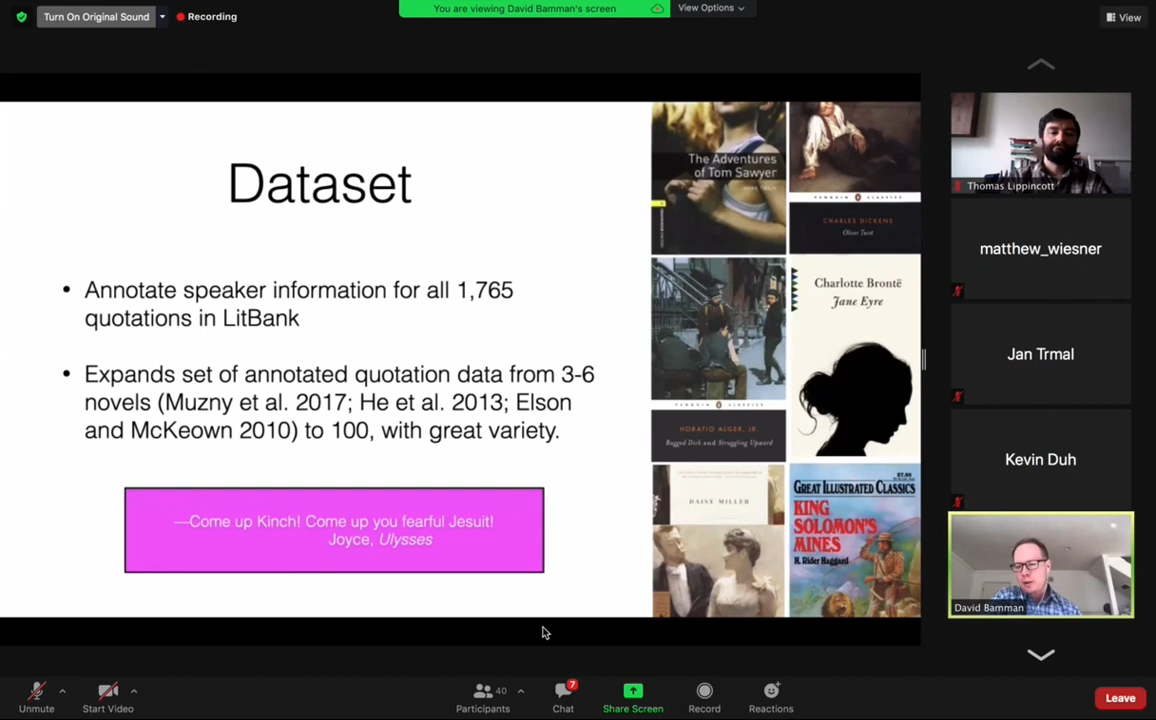 Turn On Original Sound
Recording
You are viewing David Bamman's screen
View Options
View
Dataset
• Annotate speaker information for all 1,765
quotations in LitBank
• Expands set of annotated quotation data from 3-6
novels (Muzny et al. 2017; He et al. 2013; Elson
and McKeown 2010) to 100, with great variety.
—Come up Kinch! Come up you fearful Jesuit!
Joyce, Ulysses
The Adventures
of Tom Sawyer
PENGUIN CLASSICS
CHARLES DICKENS
Oliver Twist
Charlotte Brontë
Jane Eyre
PENGUIN CLASSICS
HORATIO ALGER, JR.
Ragged Dick and Struggling Upward
DAISY MILLER
$7.95
GREAT ILLUSTRATED CLASSICS
KING
SOLOMON'S
MINES
H. Rider Haggard
Thomas Lippincott
matthew_wiesner
Jan Trmal
Kevin Duh
David Bamman
Unmute
Start Video
40
Participants
7
Chat
Share Screen
Record
Reactions
Leave